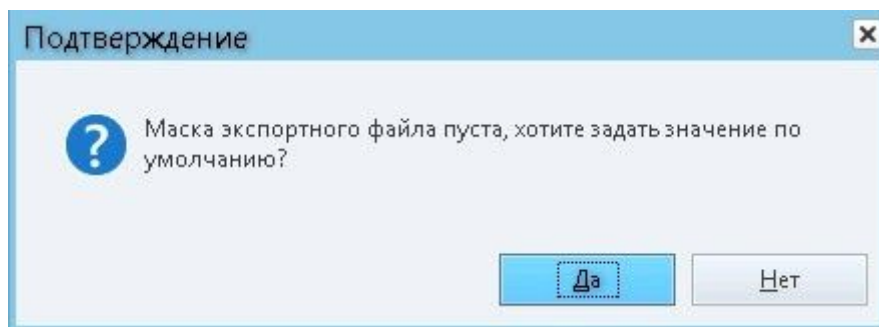 Подтверждение
Маска экспортного файла пуста, хотите задать значение по
умолчанию?
Да
Нет